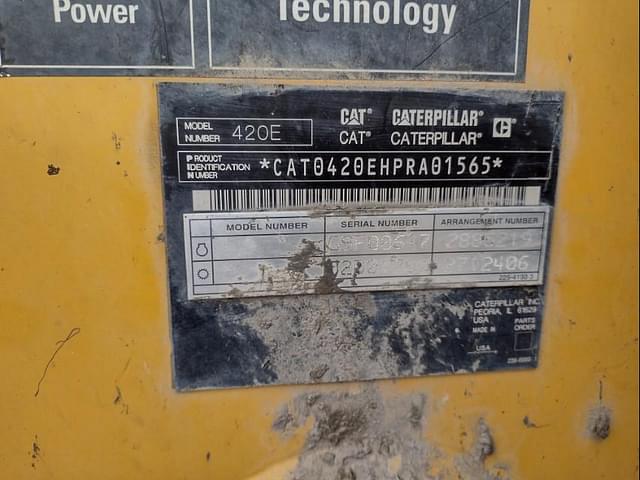 Power
Technology
MODEL NUMBER 420E
CAT® CATERPILLAR®
CAT® CATERPILLAR®
PRODUCT IDENTIFICATION NUMBER *CAT0420EHPRA01565*
MODEL NUMBER SERIAL NUMBER ARRANGEMENT NUMBER
2406
CATERPILLAR INC.
PEORIA, IL 61629
USA
PARTS
ORDER
MADE IN
USA